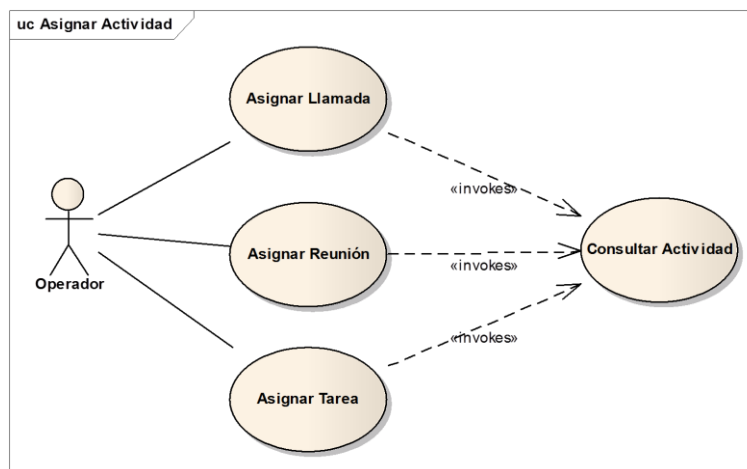 uc Asignar Actividad
Asignar Llamada
«invokes»
Operador
Asignar Reunión
«invokes»
Consultar Actividad
Asignar Tarea
«invokes»